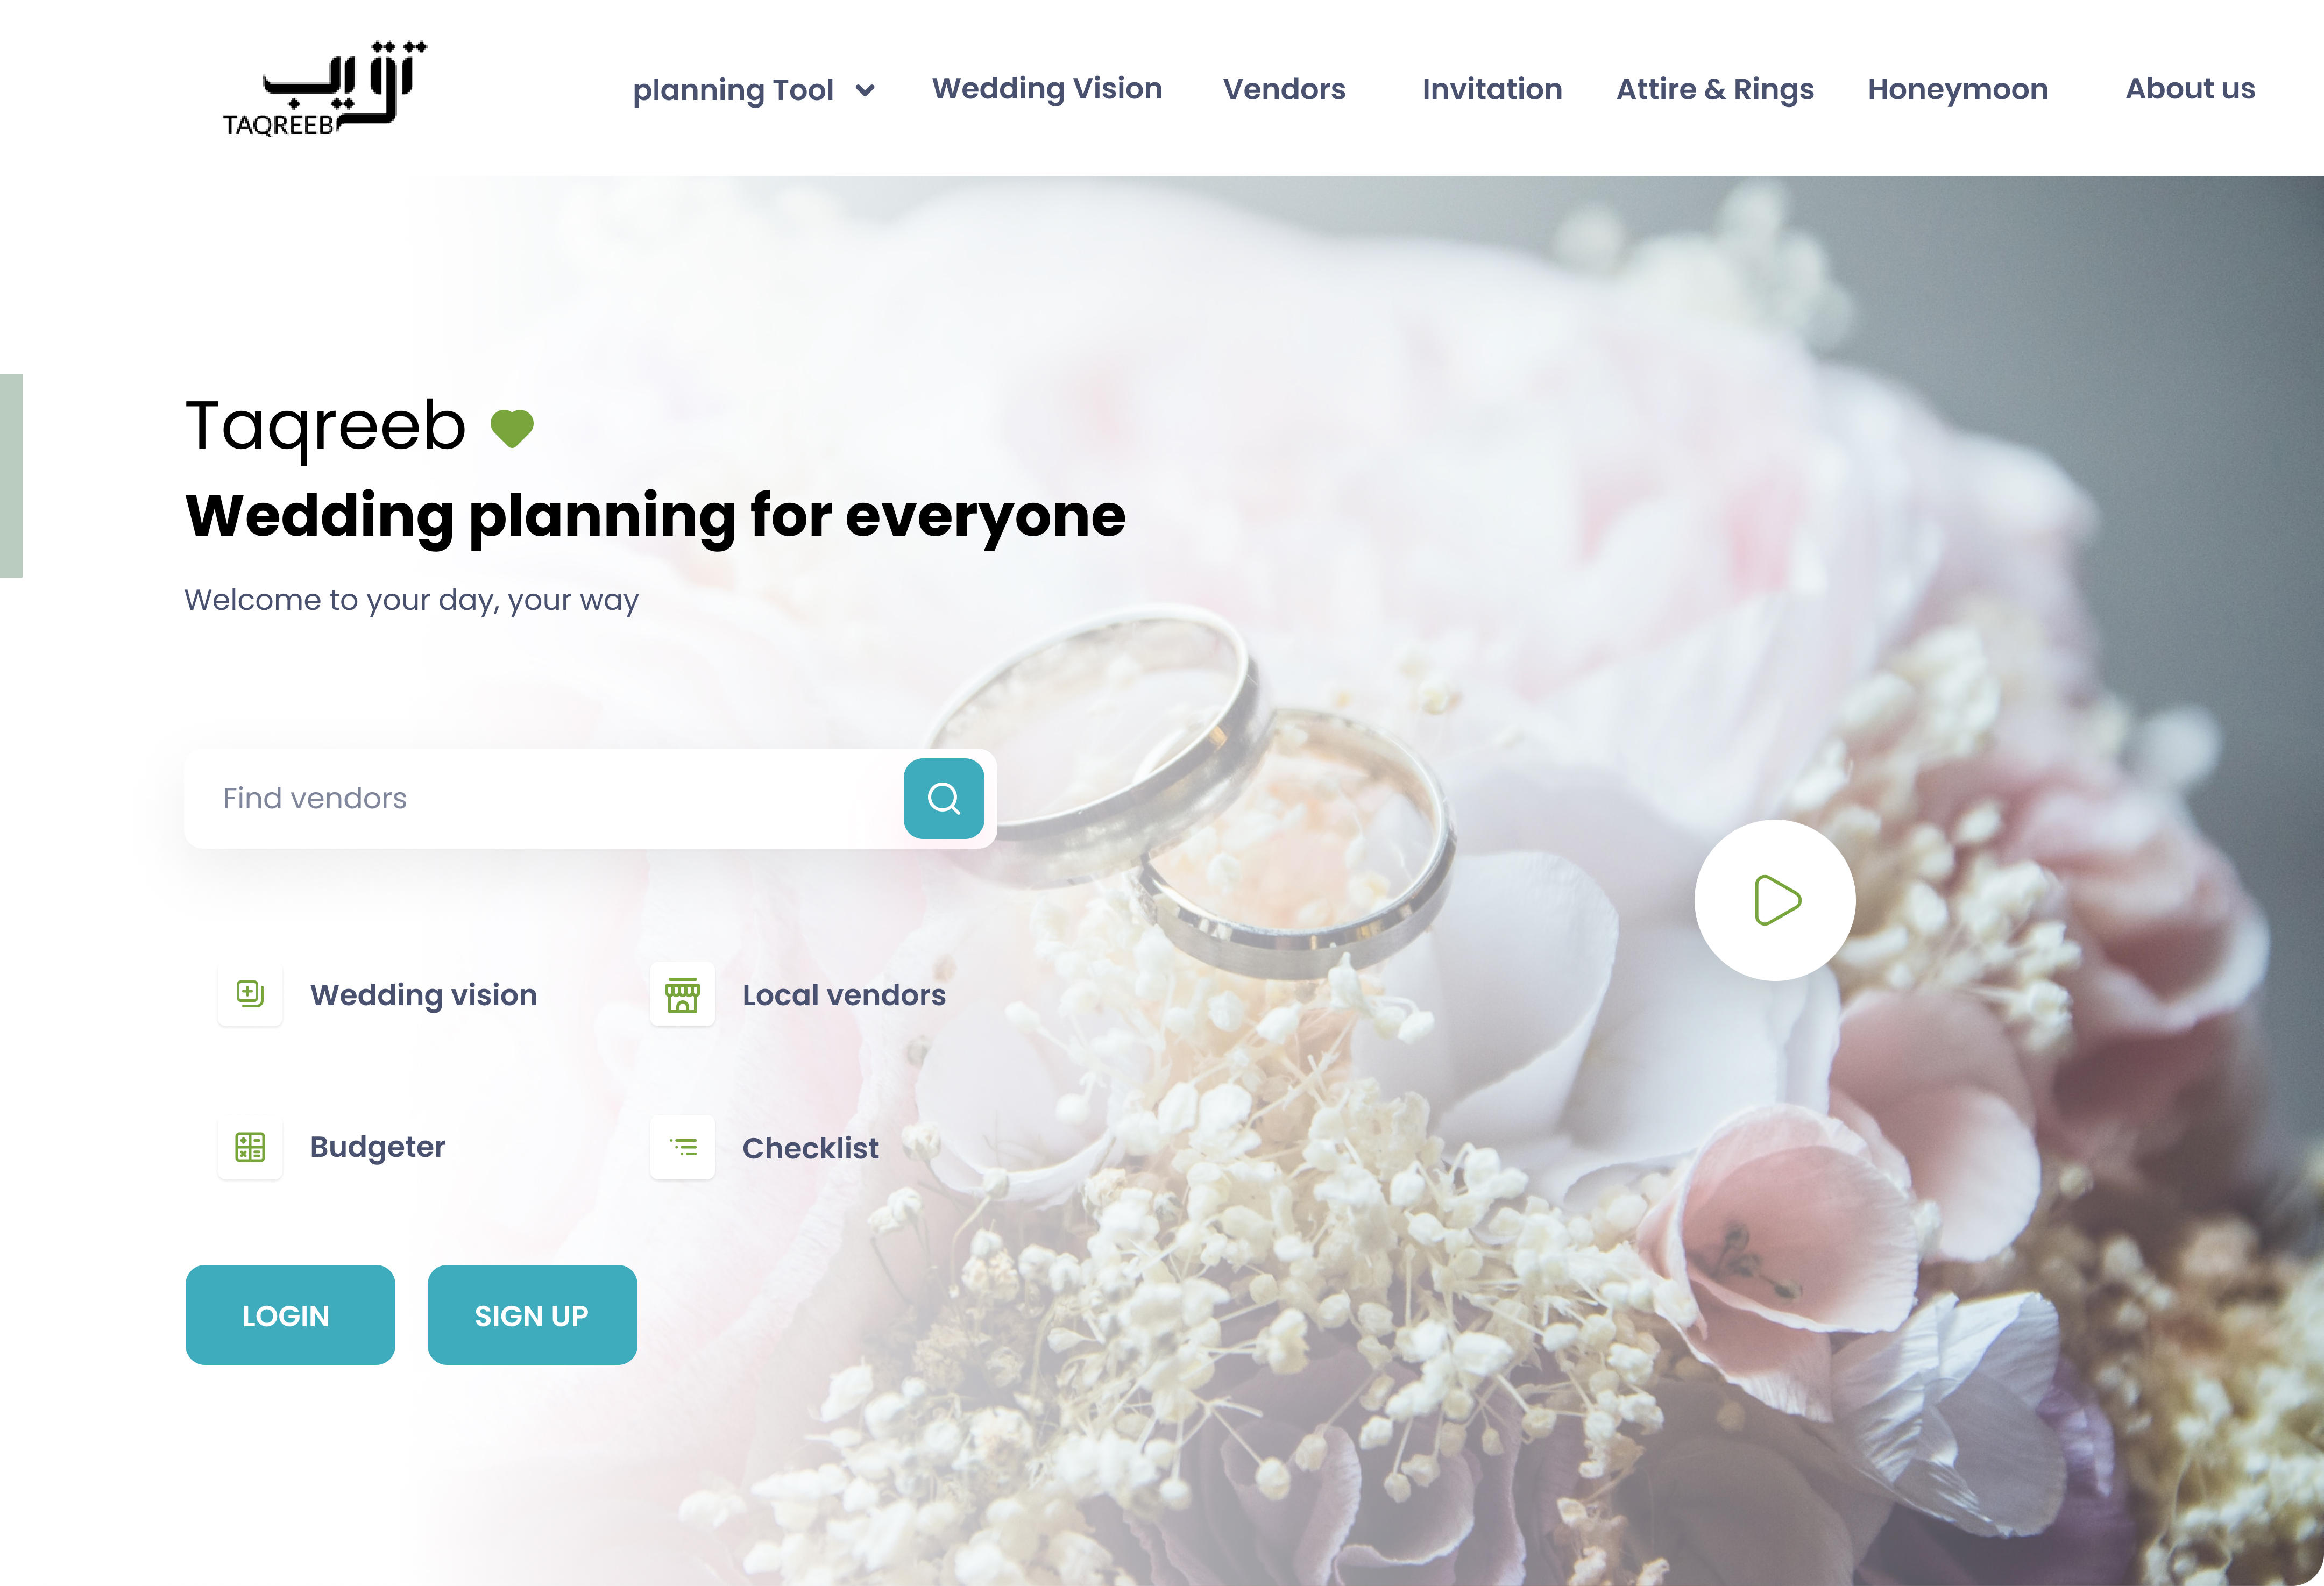 تقريب
TAQREEB
planning Tool
Wedding Vision
Vendors
Invitation
Attire & Rings
Honeymoon
About us
Taqreeb
Wedding planning for everyone
Welcome to your day, your way
Find vendors
Wedding vision
Local vendors
Budgeter
Checklist
LOGIN
SIGN UP